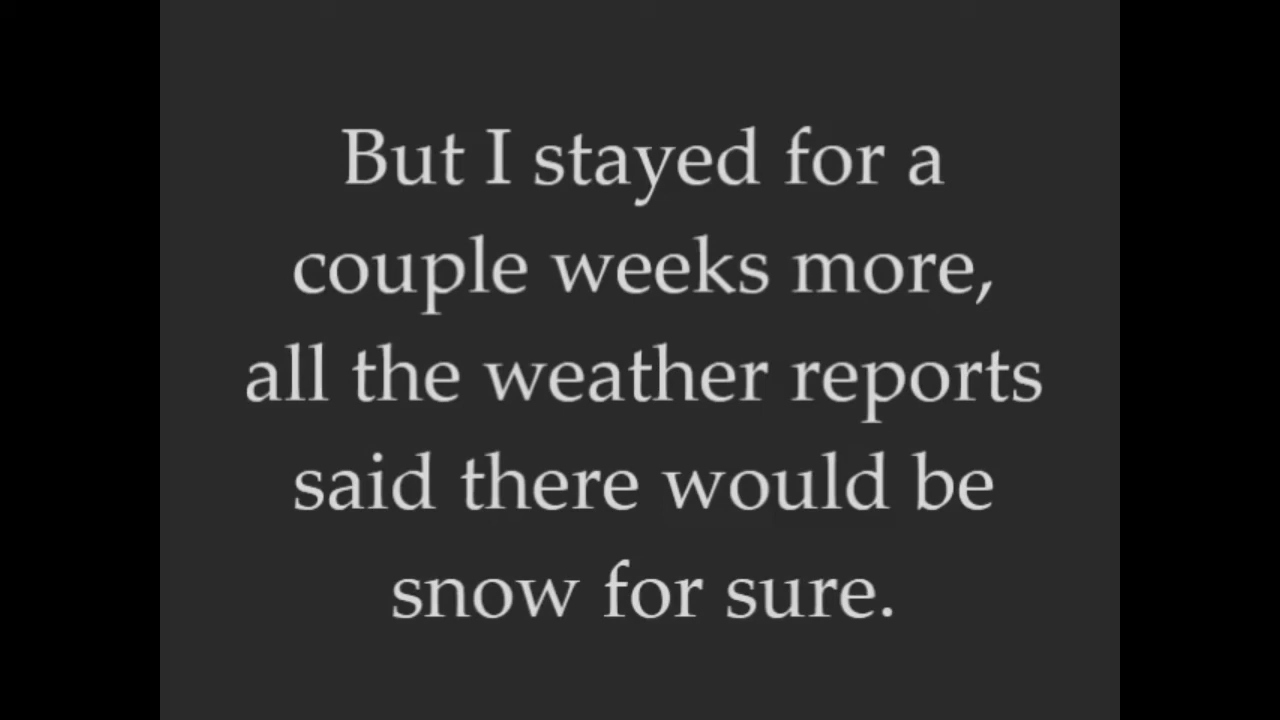 But I stayed for a
couple weeks more,
all the weather reports
said there would be
snow for sure.